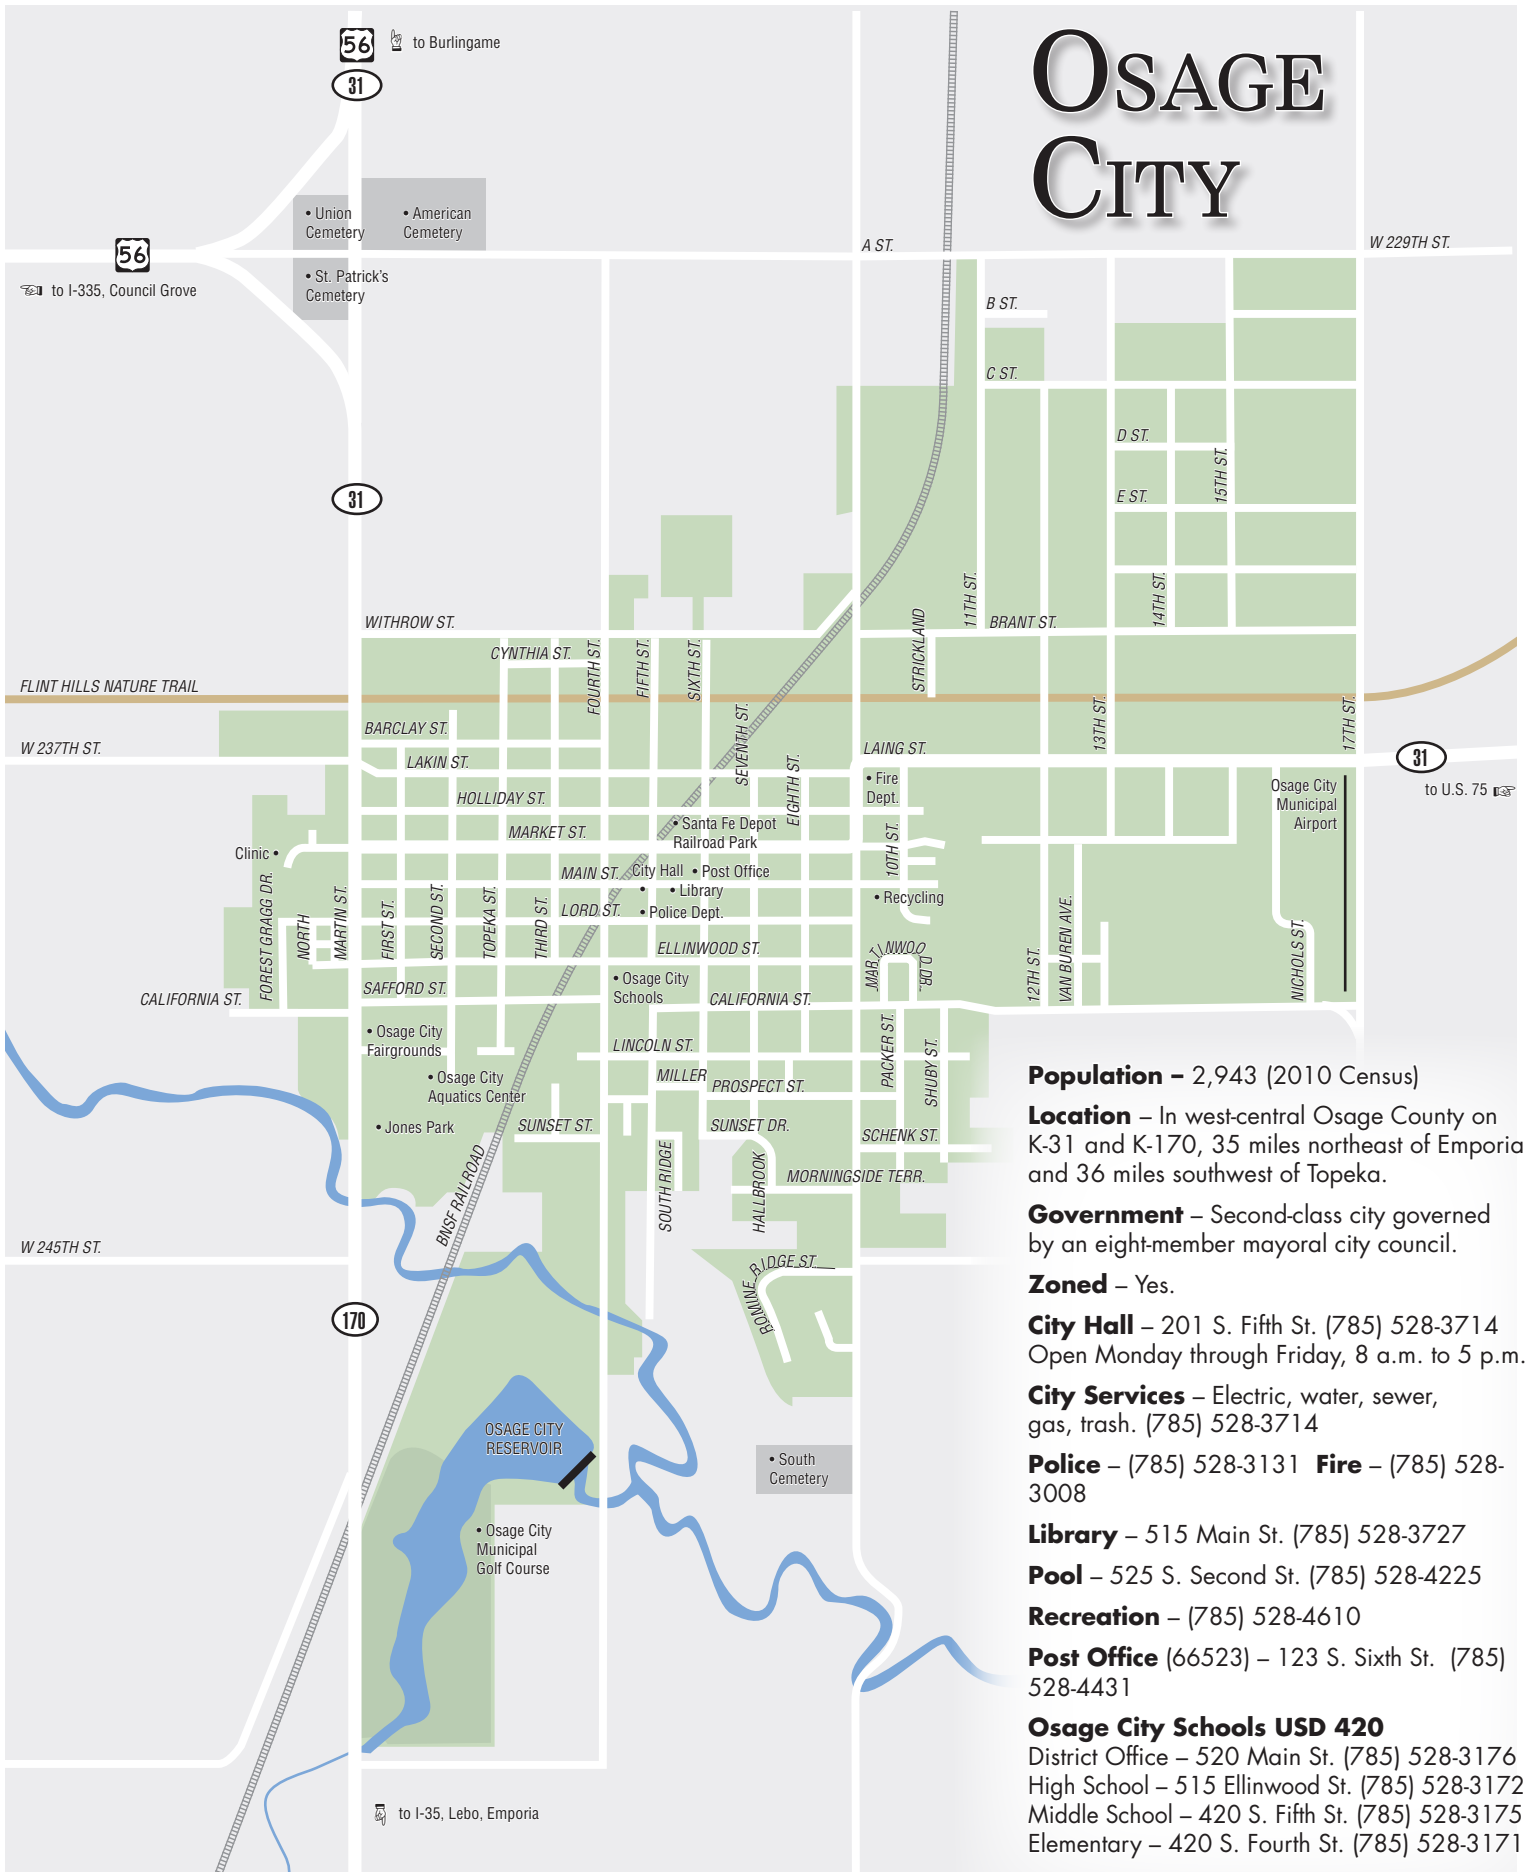 OSAGE
CITY
56
to Burlingame
31
• Union
Cemetery
• American
Cemetery
56
to I-335, Council Grove
• St. Patrick's
Cemetery
A ST.
W 229TH ST.
B ST.
C ST.
D ST.
E ST.
15TH ST.
31
11TH ST.
14TH ST.
WITHROW ST.
BRANT ST.
STRICKLAND
CYNTHIA ST.
FOURTH ST.
FIFTH ST.
SIXTH ST.
FLINT HILLS NATURE TRAIL
SEVENTH ST.
13TH ST.
17TH ST.
BARCLAY ST.
W 237TH ST.
LAKIN ST.
LAING ST.
31
to U.S. 75
EIGHTH ST.
• Fire
Dept.
Osage City
Municipal
Airport
HOLLIDAY ST.
MARKET ST.
• Santa Fe Depot
Railroad Park
10TH ST.
Clinic •
MAIN ST.
City Hall
•
• Post Office
• Library
• Recycling
LORD ST.
• Police Dept.
FOREST GRAGG DR.
NORTH
MARTIN ST.
FIRST ST.
SECOND ST.
TOPEKA ST.
THIRD ST.
ELLINWOOD ST.
MARTINWOOD DR.
12TH ST.
VAN BUREN AVE.
NICHOLS ST.
SAFFORD ST.
• Osage City
Schools
CALIFORNIA ST.
CALIFORNIA ST.
• Osage City
Fairgrounds
LINCOLN ST.
PACKER ST.
SHUBY ST.
• Osage City
Aquatics Center
MILLER
PROSPECT ST.
• Jones Park
SUNSET ST.
SUNSET DR.
SCHENK ST.
BNSF RAILROAD
SOUTH RIDGE
HALLBROOK
MORNINGSIDE TERR.
W 245TH ST.
BOMINE RIDGE ST.
170
OSAGE CITY
RESERVOIR
• South
Cemetery
• Osage City
Municipal
Golf Course
to I-35, Lebo, Emporia
Population – 2,943 (2010 Census)
Location – In west-central Osage County on
K-31 and K-170, 35 miles northeast of Emporia
and 36 miles southwest of Topeka.
Government – Second-class city governed
by an eight-member mayoral city council.
Zoned – Yes.
City Hall – 201 S. Fifth St. (785) 528-3714
Open Monday through Friday, 8 a.m. to 5 p.m.
City Services – Electric, water, sewer,
gas, trash. (785) 528-3714
Police – (785) 528-3131 Fire – (785) 528-
3008
Library – 515 Main St. (785) 528-3727
Pool – 525 S. Second St. (785) 528-4225
Recreation – (785) 528-4610
Post Office (66523) – 123 S. Sixth St. (785)
528-4431
Osage City Schools USD 420
District Office – 520 Main St. (785) 528-3176
High School – 515 Ellinwood St. (785) 528-3172
Middle School – 420 S. Fifth St. (785) 528-3175
Elementary – 420 S. Fourth St. (785) 528-3171